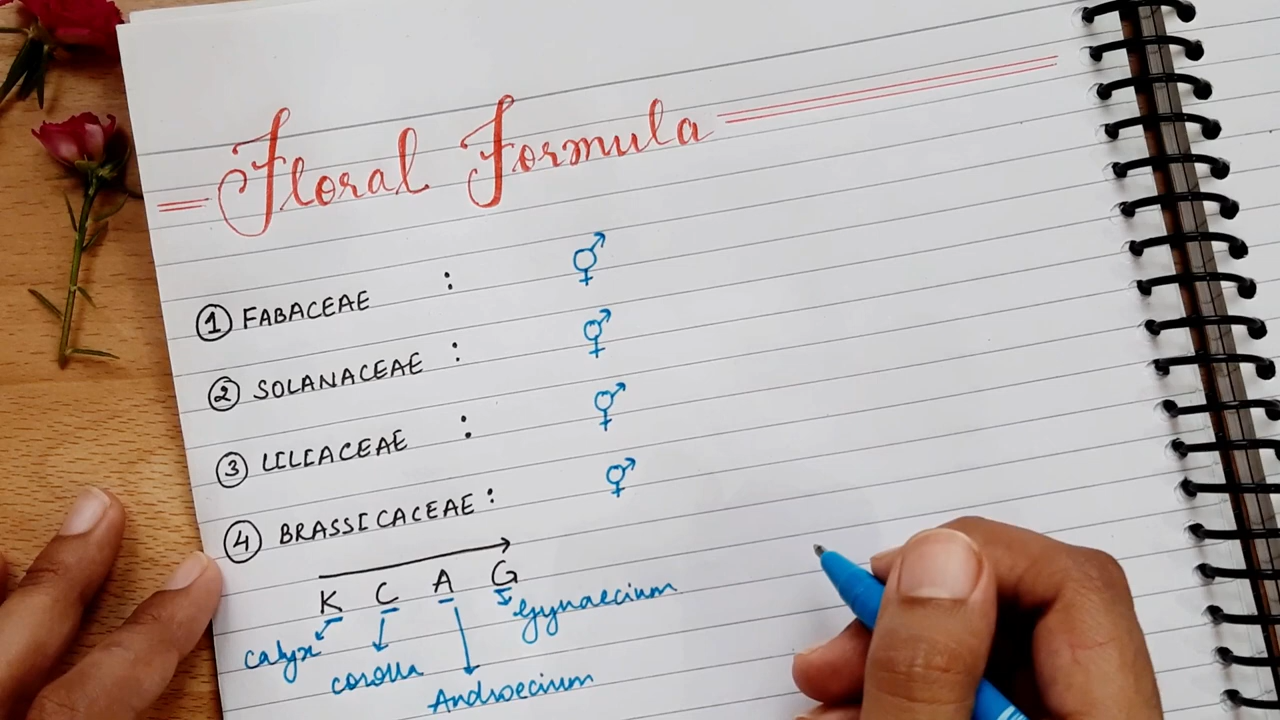 Floral Formula
① FABACEAE : ⚥
② SOLANACEAE : ⚥
③ LILIACEAE : ⚥
④ BRASSICACEAE : ⚥
K C A G
calyx corolla Androecium Gynaecium